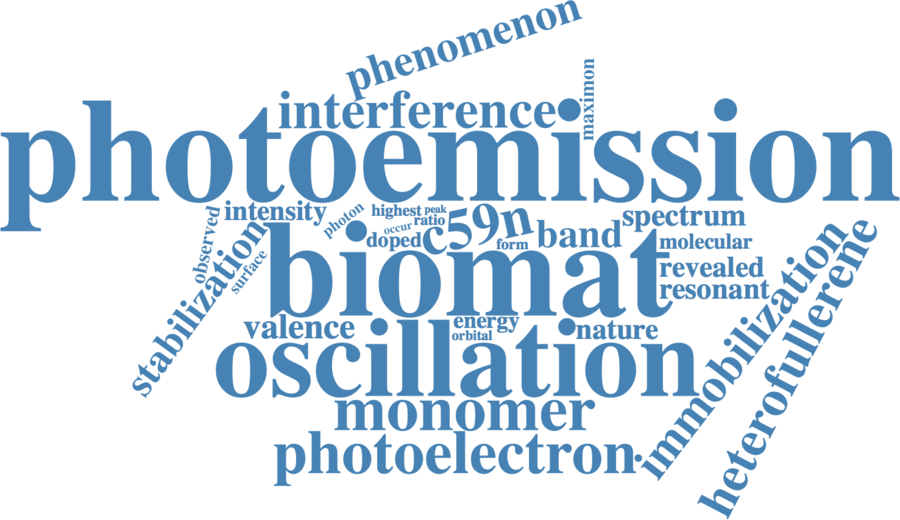 phenomenon
interference
maximon
photoemission
observed
intensity
photon
highest
peak
ratio
occur
doped
c59n
form
band
spectrum
molecular
stabilization
surface
biomat
revealed
resonant
valence
energy
orbital
nature
oscillation
monomer
photoelectron
immobilization
heterofullerene